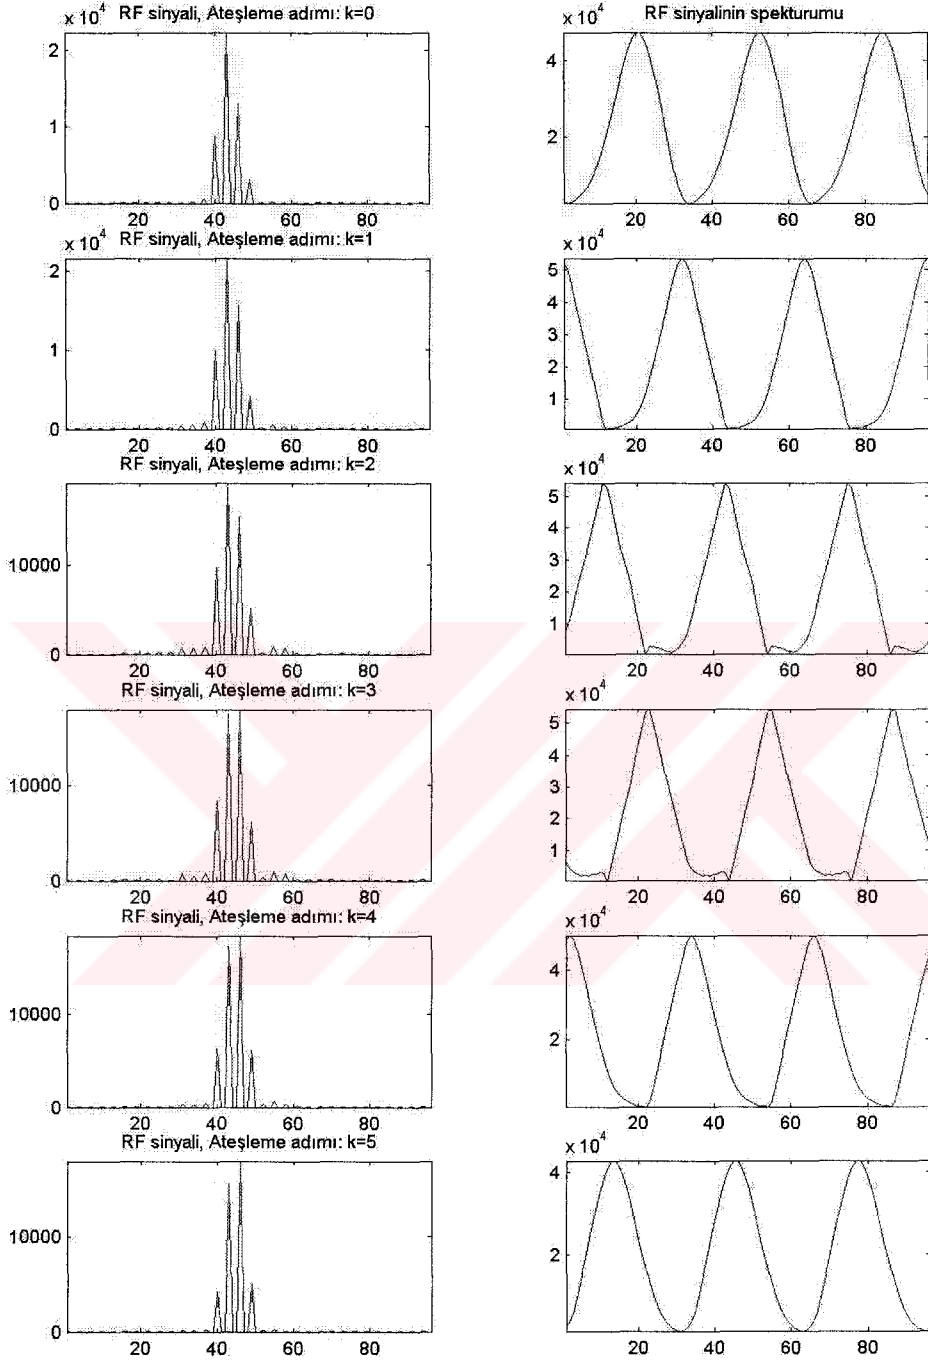 x 10⁴ RF sinyali, Ateşleme adımı: k=0
2
1
0
20 40 60 80
RF sinyalinin spekturumu
x 10⁴
4
2
20 40 60 80
x 10⁴ RF sinyali, Ateşleme adımı: k=1
2
1
0
20 40 60 80
x 10⁴
5
4
3
2
1
20 40 60 80
RF sinyali, Ateşleme adımı: k=2
10000
0
20 40 60 80
x 10⁴
5
4
3
2
1
20 40 60 80
RF sinyali, Ateşleme adımı: k=3
10000
0
20 40 60 80
x 10⁴
5
4
3
2
1
20 40 60 80
RF sinyali, Ateşleme adımı: k=4
10000
0
20 40 60 80
x 10⁴
4
2
20 40 60 80
RF sinyali, Ateşleme adımı: k=5
10000
0
20 40 60 80
x 10⁴
4
2
20 40 60 80